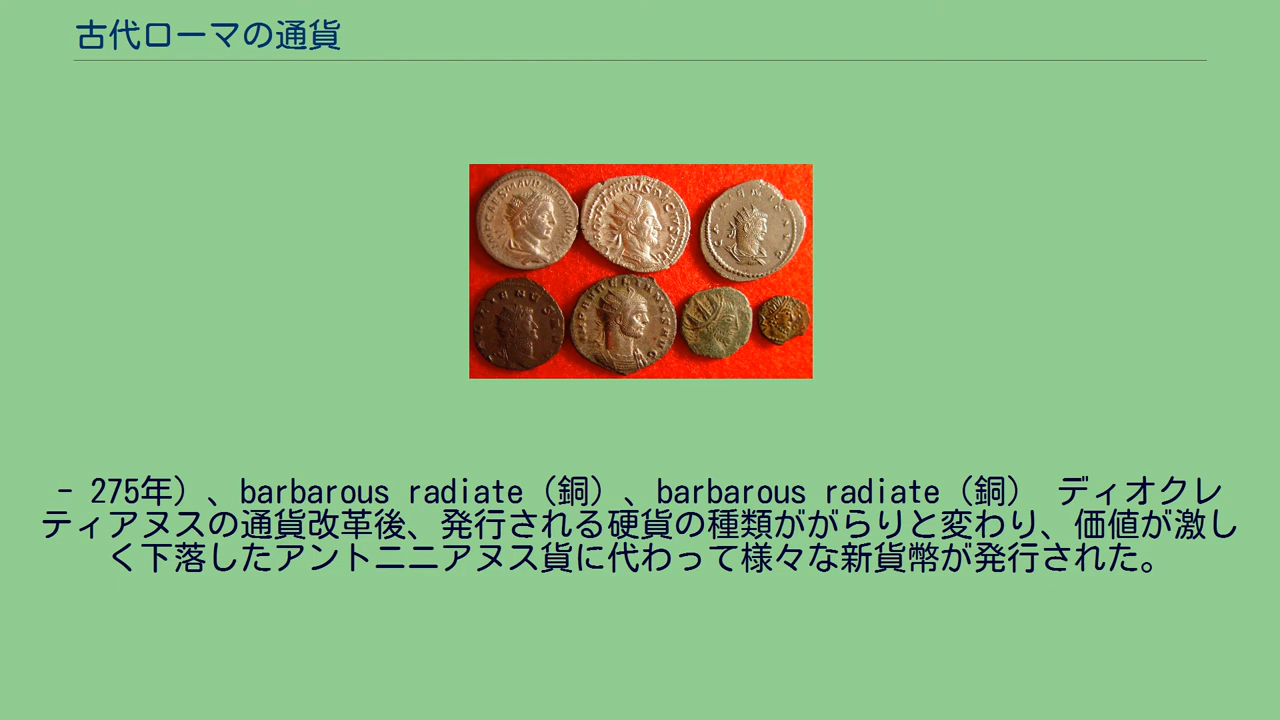 古代ローマの通貨
- 275年）、barbarous radiate（銅）、barbarous radiate（銅） ディオクレ
ティアヌスの通貨改革後、発行される硬貨の種類ががらりと変わり、価値が激し
く下落したアントニニアヌス貨に代わって様々な新貨幣が発行された。